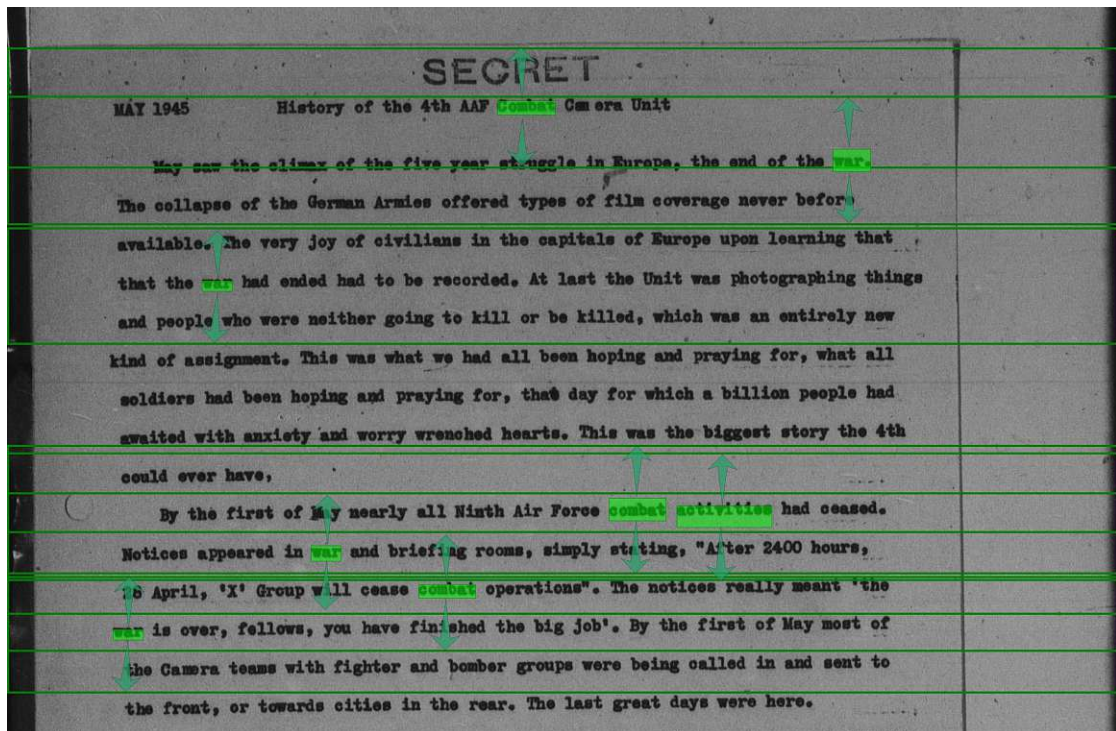 SECRET
MAY 1945 History of the 4th AAF Combat Camera Unit
May saw the climax of the five year struggle in Europe, the end of the war.
The collapse of the German Armies offered types of film coverage never before
available. The very joy of civilians in the capitals of Europe upon learning that
that the war had ended had to be recorded. At last the Unit was photographing things
and people who were neither going to kill or be killed, which was an entirely new
kind of assignment. This was what we had all been hoping and praying for, what all
soldiers had been hoping and praying for, that day for which a billion people had
awaited with anxiety and worry wrenched hearts. This was the biggest story the 4th
could ever have.
By the first of May nearly all Ninth Air Force combat activities had ceased.
Notices appeared in war and briefing rooms, simply stating, "After 2400 hours,
26 April, 'X' Group will cease combat operations". The notices really meant 'the
war is over, fellows, you have finished the big job'. By the first of May most of
the Camera teams with fighter and bomber groups were being called in and sent to
the front, or towards cities in the rear. The last great days were here.